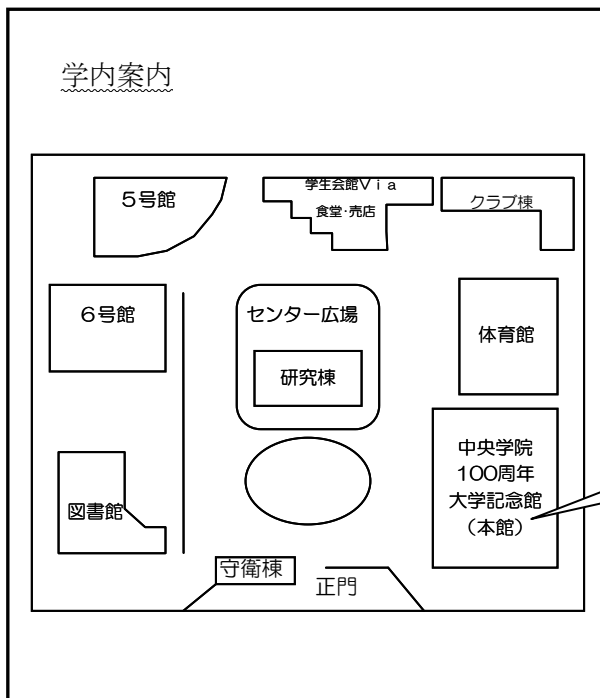 学内案内
5号館
学生会館Ｖｉａ
食堂・売店
クラブ棟
6号館
センター広場
研究棟
体育館
図書館
中央学院
100周年
大学記念館
（本館）
守衛棟
正門